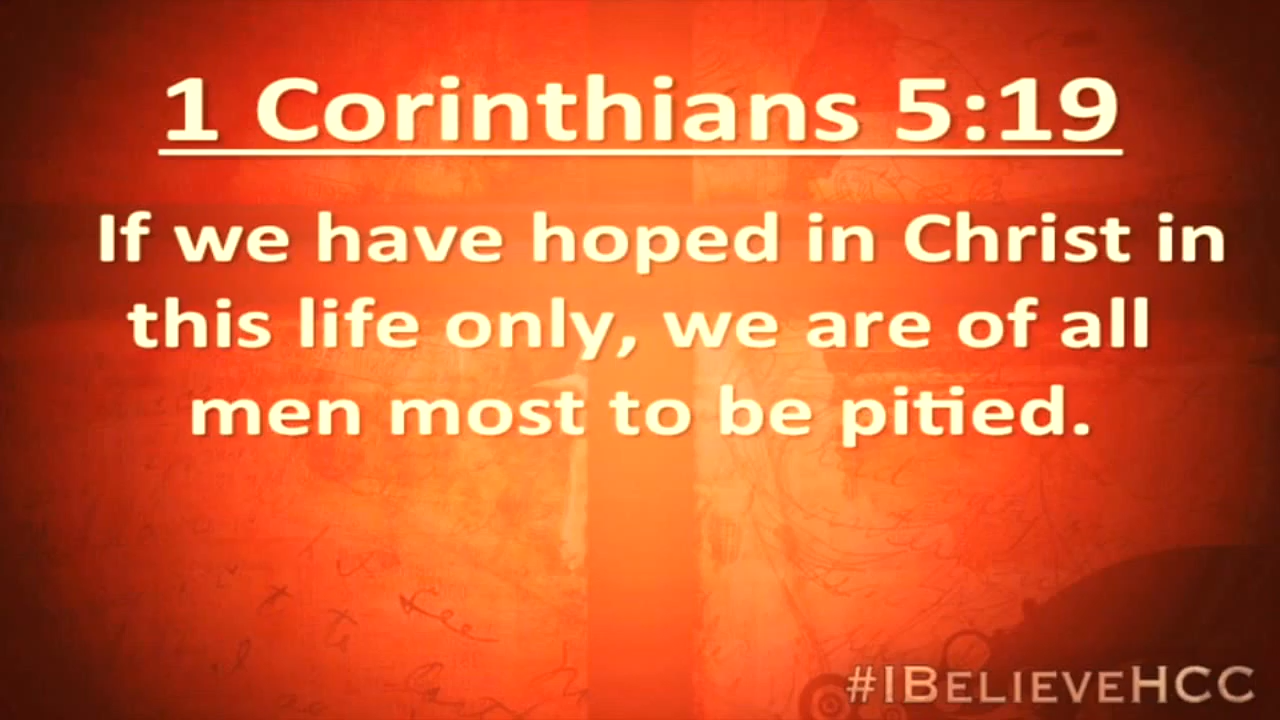 1 Corinthians 5:19
If we have hoped in Christ in
this life only, we are of all
men most to be pitied.
#IBelieveHCC